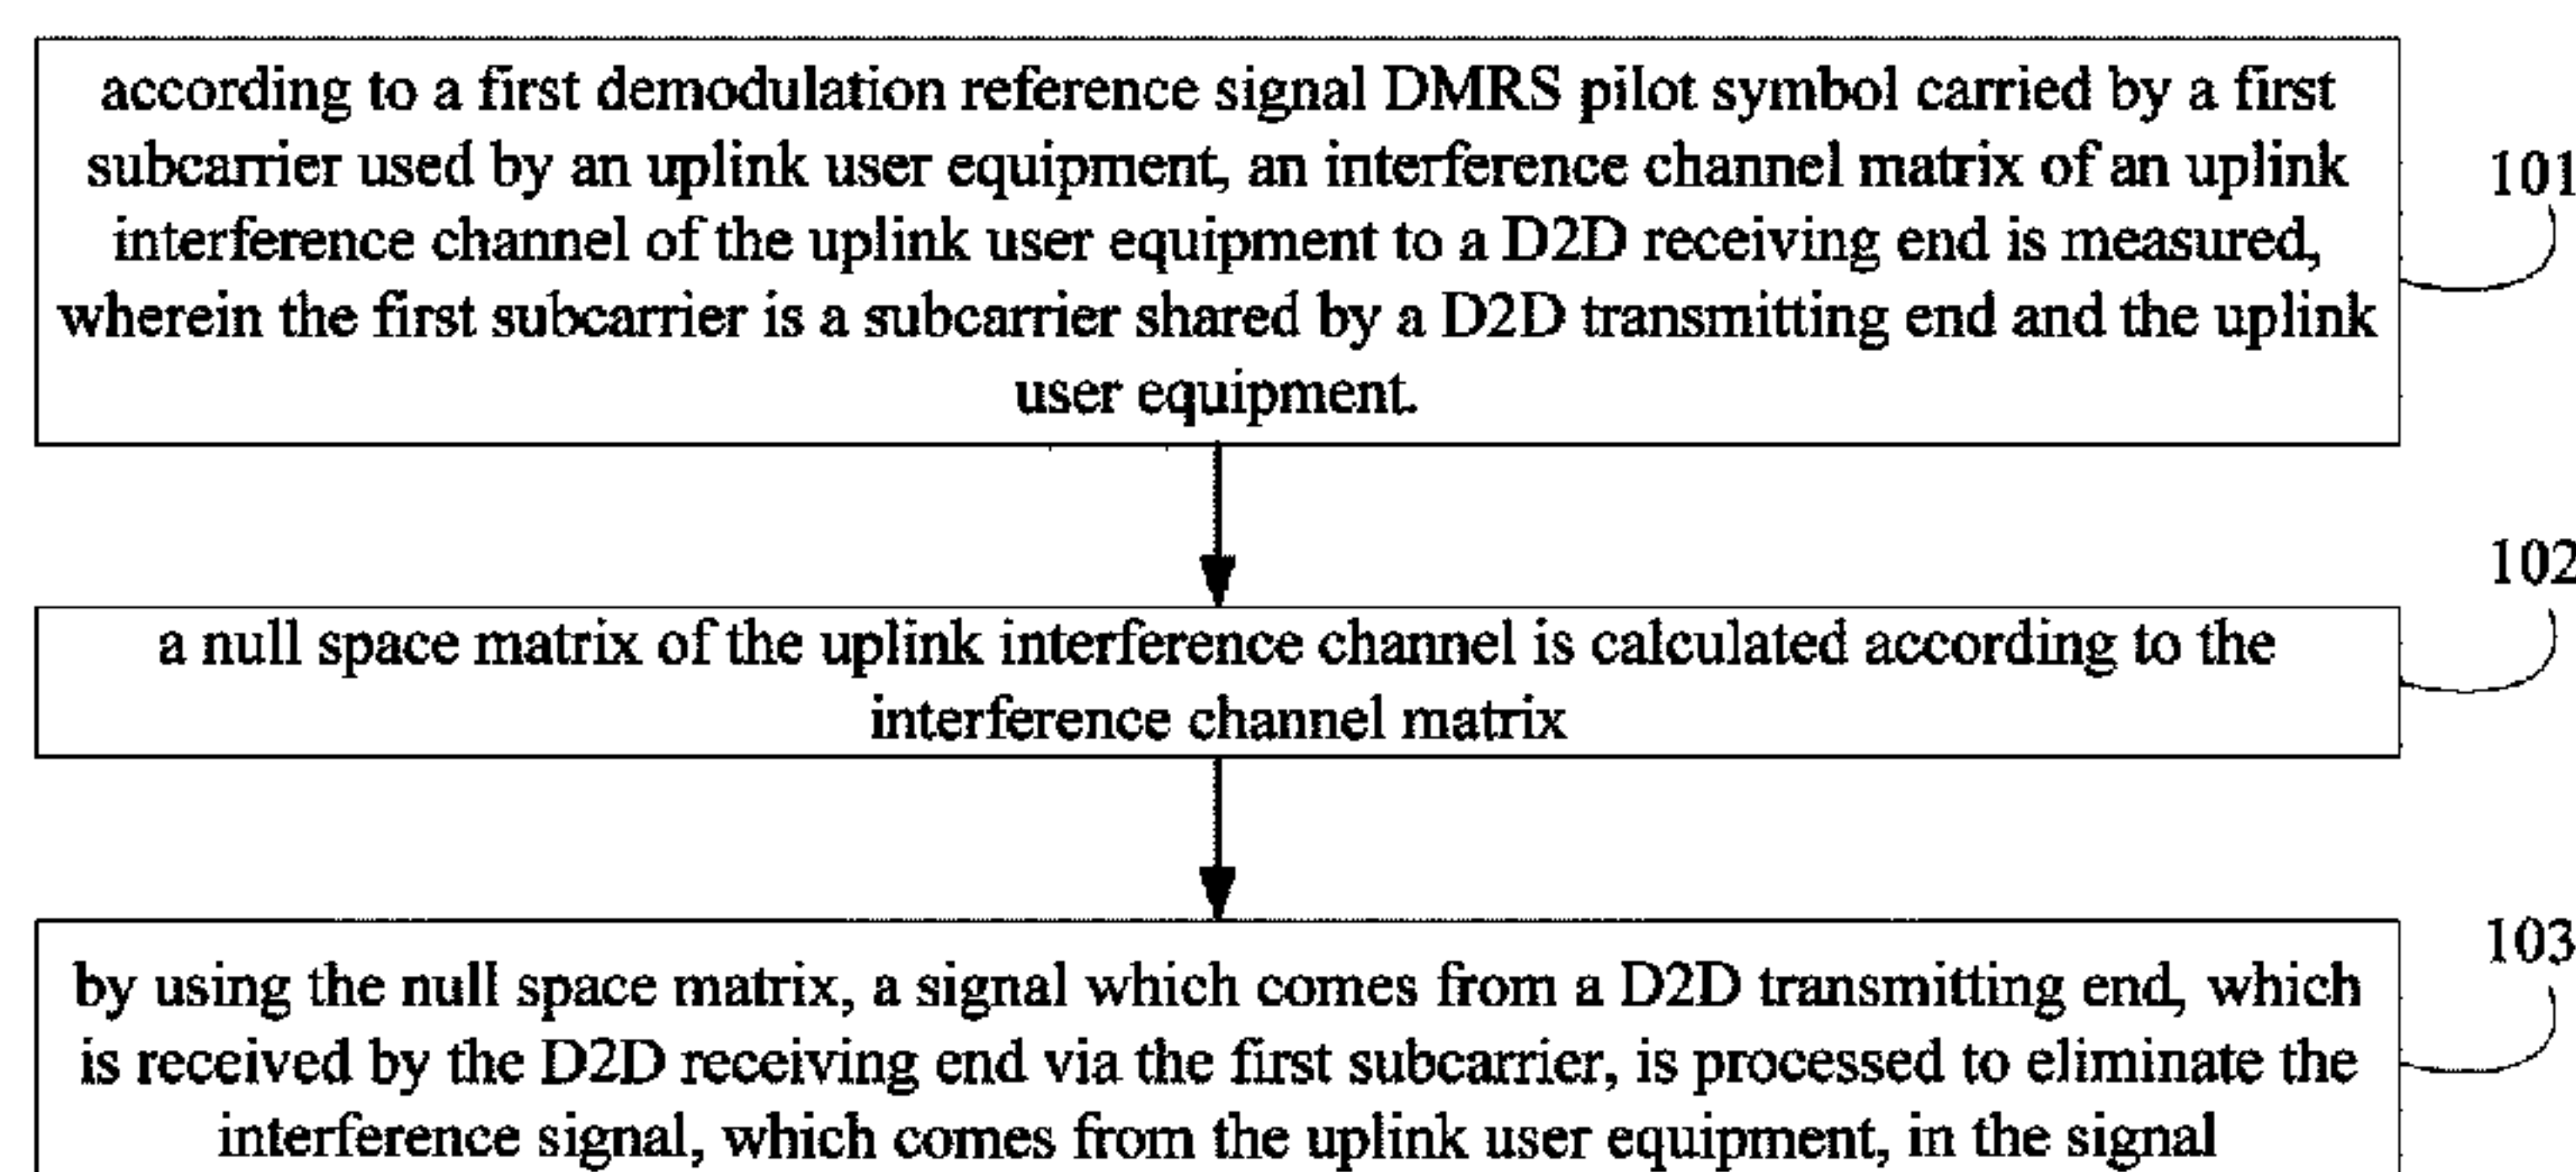 according to a first demodulation reference signal DMRS pilot symbol carried by a first
subcarrier used by an uplink user equipment, an interference channel matrix of an uplink
interference channel of the uplink user equipment to a D2D receiving end is measured,
wherein the first subcarrier is a subcarrier shared by a D2D transmitting end and the uplink
user equipment.
101
102
a null space matrix of the uplink interference channel is calculated according to the
interference channel matrix
103
by using the null space matrix, a signal which comes from a D2D transmitting end, which
is received by the D2D receiving end via the first subcarrier, is processed to eliminate the
interference signal, which comes from the uplink user equipment, in the signal